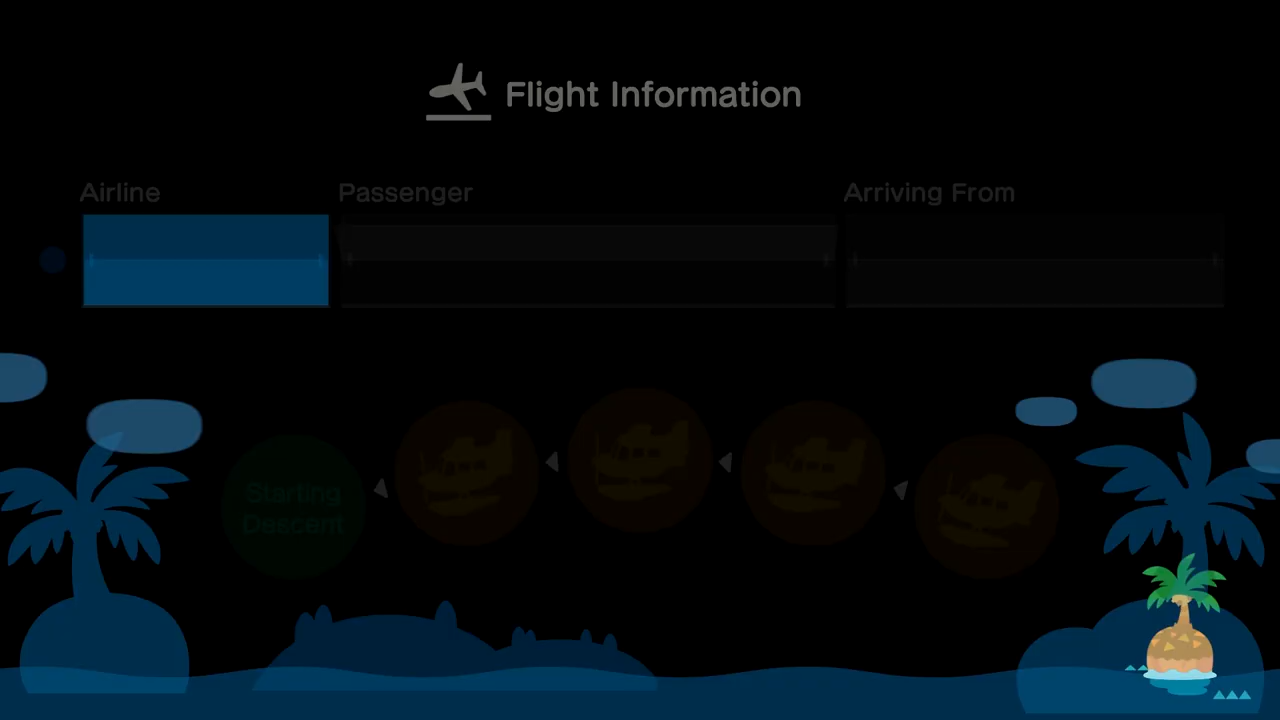 Flight Information
Airline
Passenger
Arriving From
Starting
Descent